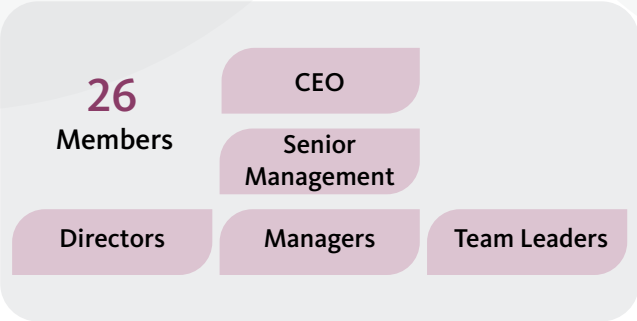 26
Members
CEO
Senior
Management
Directors
Managers
Team Leaders